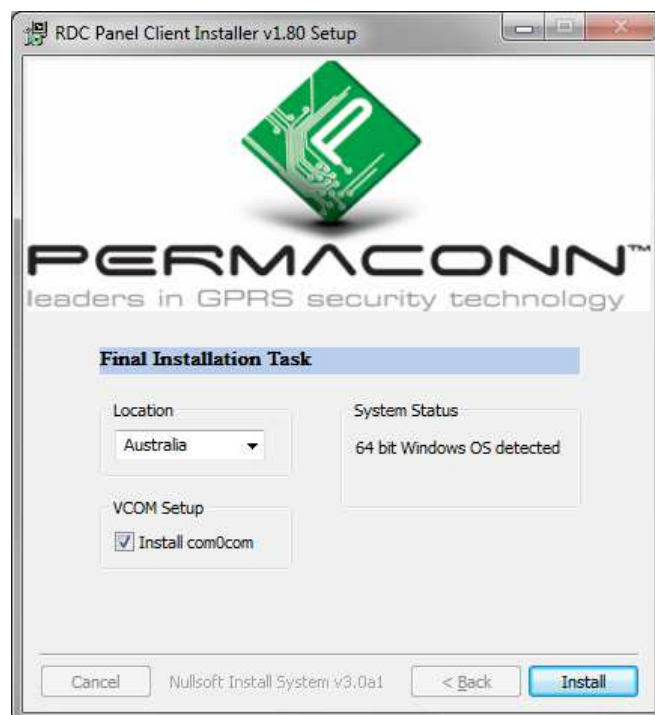 RDC Panel Client Installer v1.80 Setup
P
PERMACONN™
leaders in GPRS security technology
Final Installation Task
Location
Australia
System Status
64 bit Windows OS detected
VCOM Setup
Install com0com
Cancel
Nullsoft Install System v3.0a1
< Back
Install